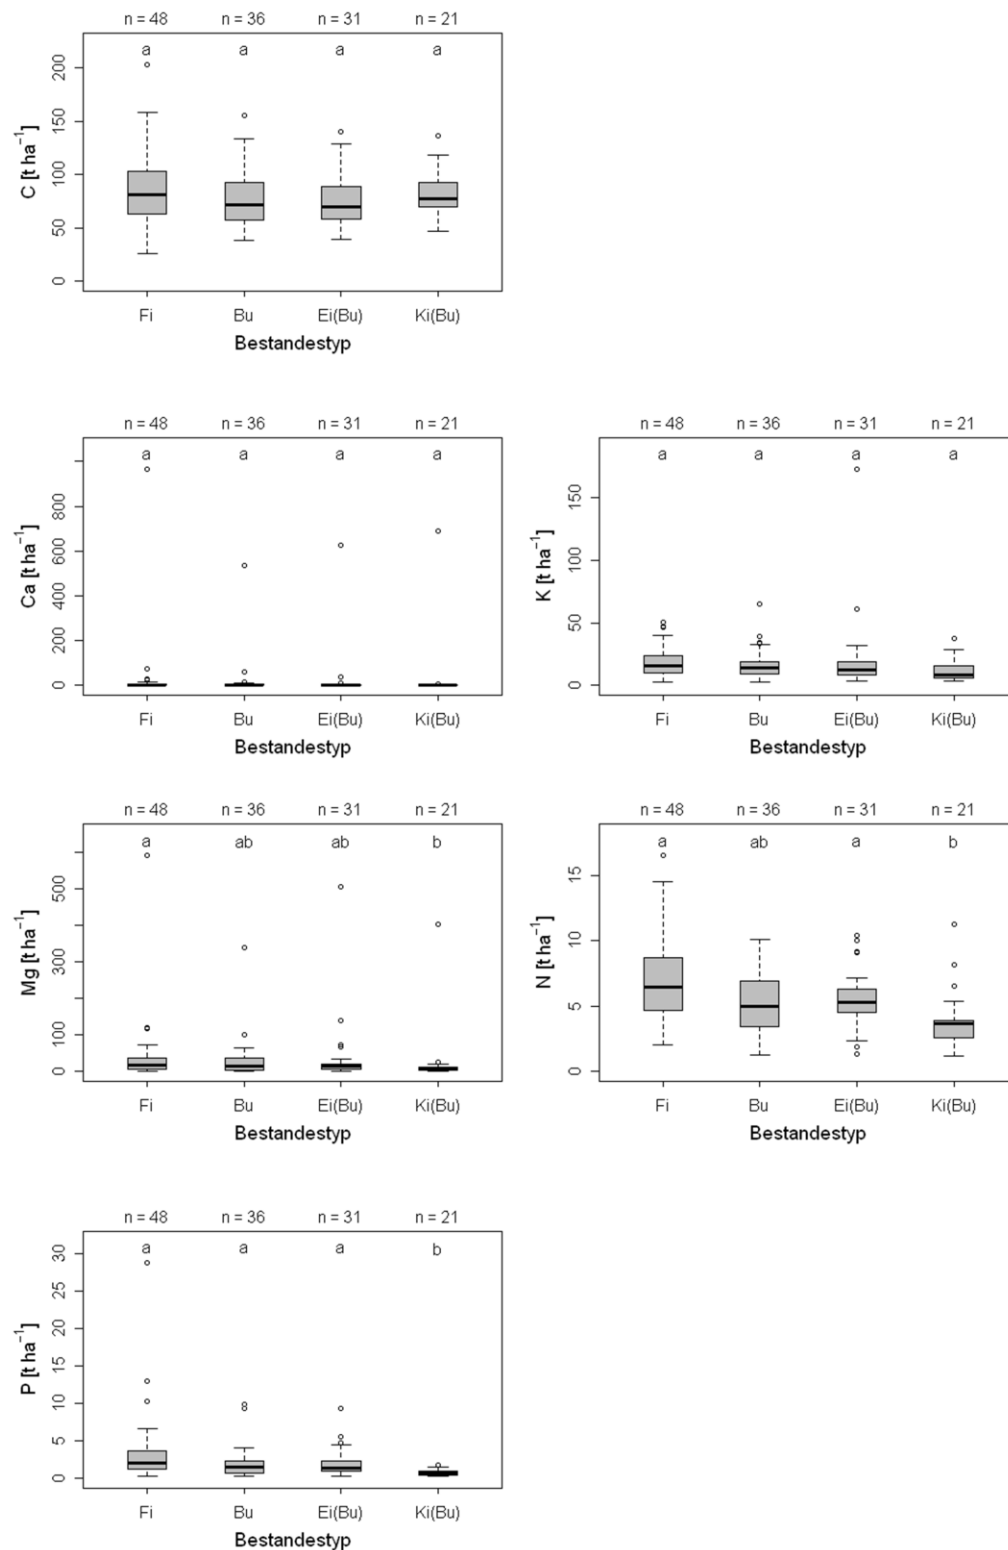 n = 48 n = 36 n = 31 n = 21
a a a a
C [t ha⁻¹]
200
150
100
50
0
Fi Bu Ei(Bu) Ki(Bu)
Bestandestyp
n = 48 n = 36 n = 31 n = 21
a a a a
Ca [t ha⁻¹]
800
600
400
200
0
Fi Bu Ei(Bu) Ki(Bu)
Bestandestyp
n = 48 n = 36 n = 31 n = 21
a a a a
K [t ha⁻¹]
150
100
50
0
Fi Bu Ei(Bu) Ki(Bu)
Bestandestyp
n = 48 n = 36 n = 31 n = 21
a ab ab b
Mg [t ha⁻¹]
500
300
100
0
Fi Bu Ei(Bu) Ki(Bu)
Bestandestyp
n = 48 n = 36 n = 31 n = 21
a ab a b
N [t ha⁻¹]
15
10
5
0
Fi Bu Ei(Bu) Ki(Bu)
Bestandestyp
n = 48 n = 36 n = 31 n = 21
a a a b
P [t ha⁻¹]
30
25
20
15
10
5
0
Fi Bu Ei(Bu) Ki(Bu)
Bestandestyp